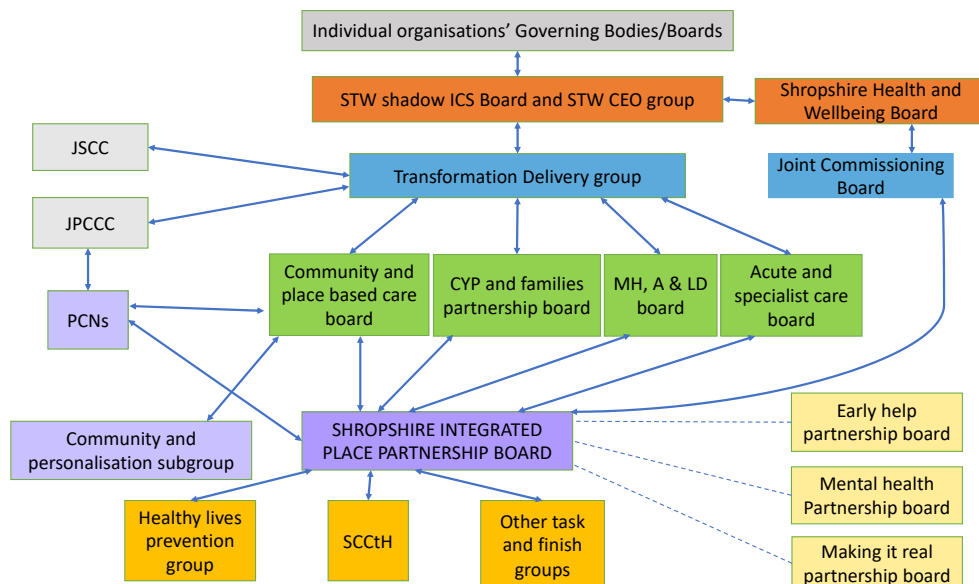 Individual organisations’ Governing Bodies/Boards
STW shadow ICS Board and STW CEO group
Shropshire Health and
Wellbeing Board
JSCC
Transformation Delivery group
Joint Commissioning
Board
JPCCC
Community and
place based care
board
CYP and families
partnership board
MH, A & LD
board
Acute and
specialist care
board
PCNs
Community and
personalisation subgroup
SHROPSHIRE INTEGRATED
PLACE PARTNERSHIP BOARD
Early help
partnership board
Mental health
Partnership board
Making it real
partnership board
Healthy lives
prevention
group
SCCtH
Other task
and finish
groups